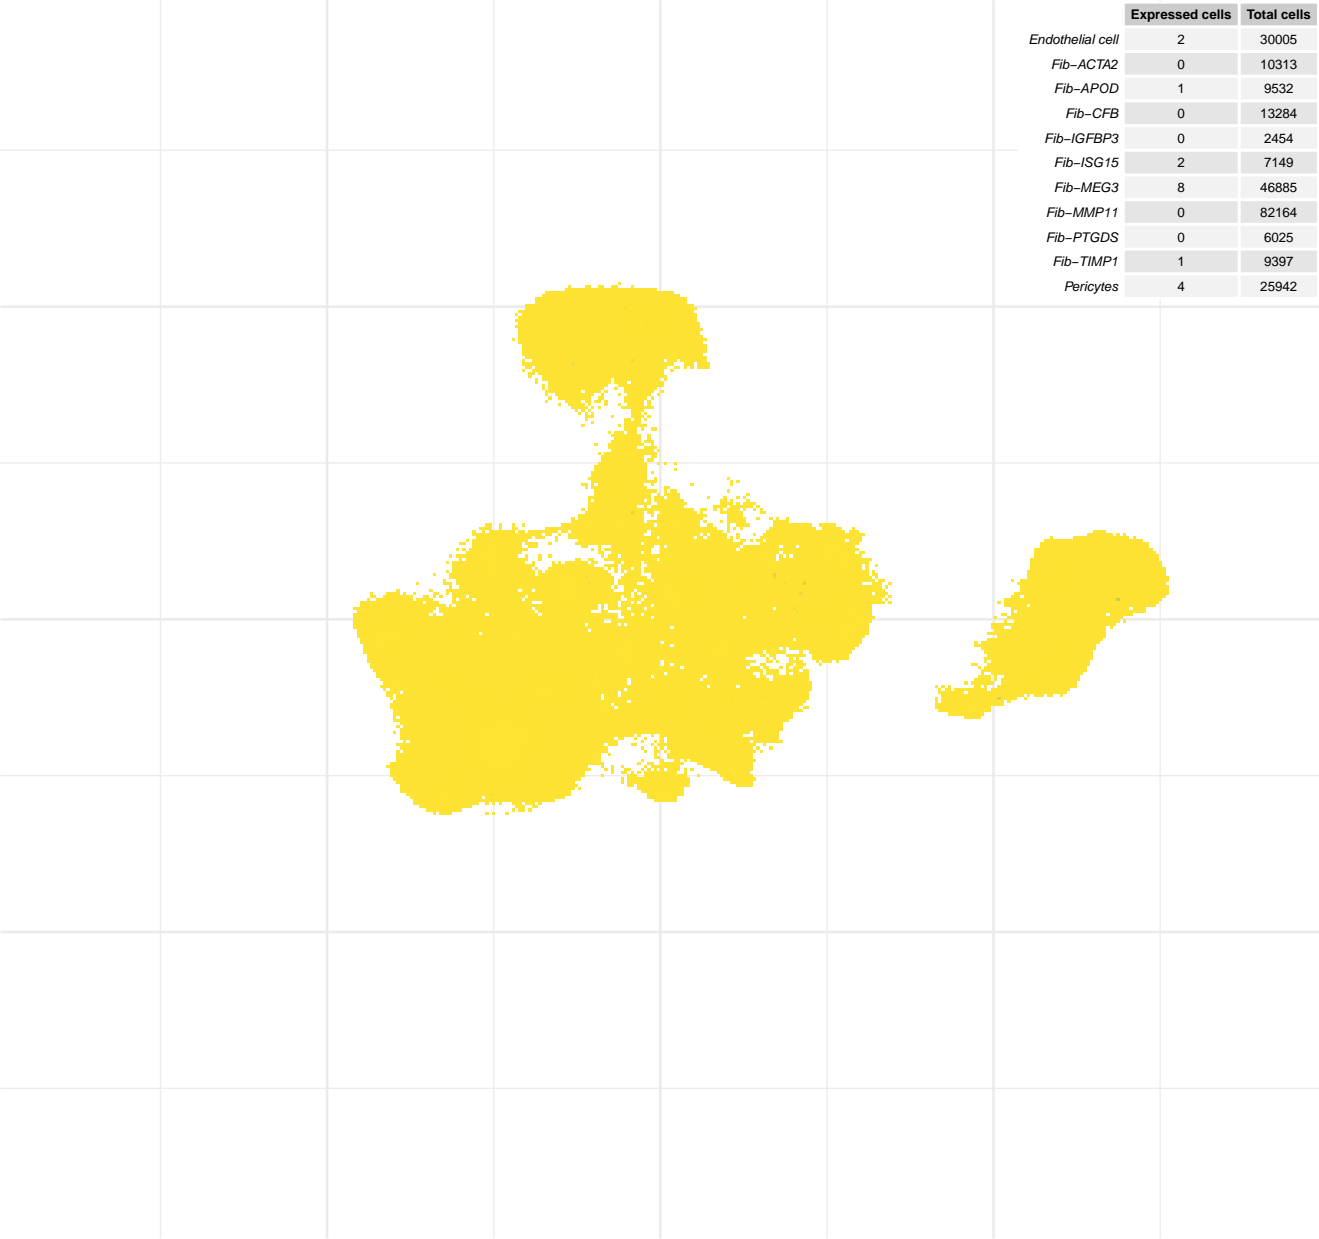 Expressed cells Total cells
Endothelial cell 2 30005
Fib−ACTA2 0 10313
Fib−APOD 1 9532
Fib−CFB 0 13284
Fib−IGFBP3 0 2454
Fib−ISG15 2 7149
Fib−MEG3 8 46885
Fib−MMP11 0 82164
Fib−PTGDS 0 6025
Fib−TIMP1 1 9397
Pericytes 4 25942